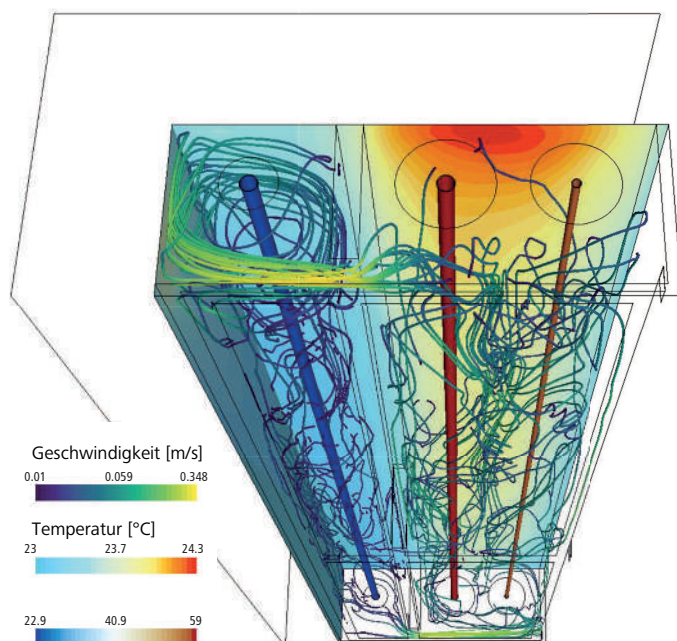 Geschwindigkeit [m/s]
0.01 0.059 0.348
Temperatur [°C]
23 23.7 24.3
22.9 40.9 59